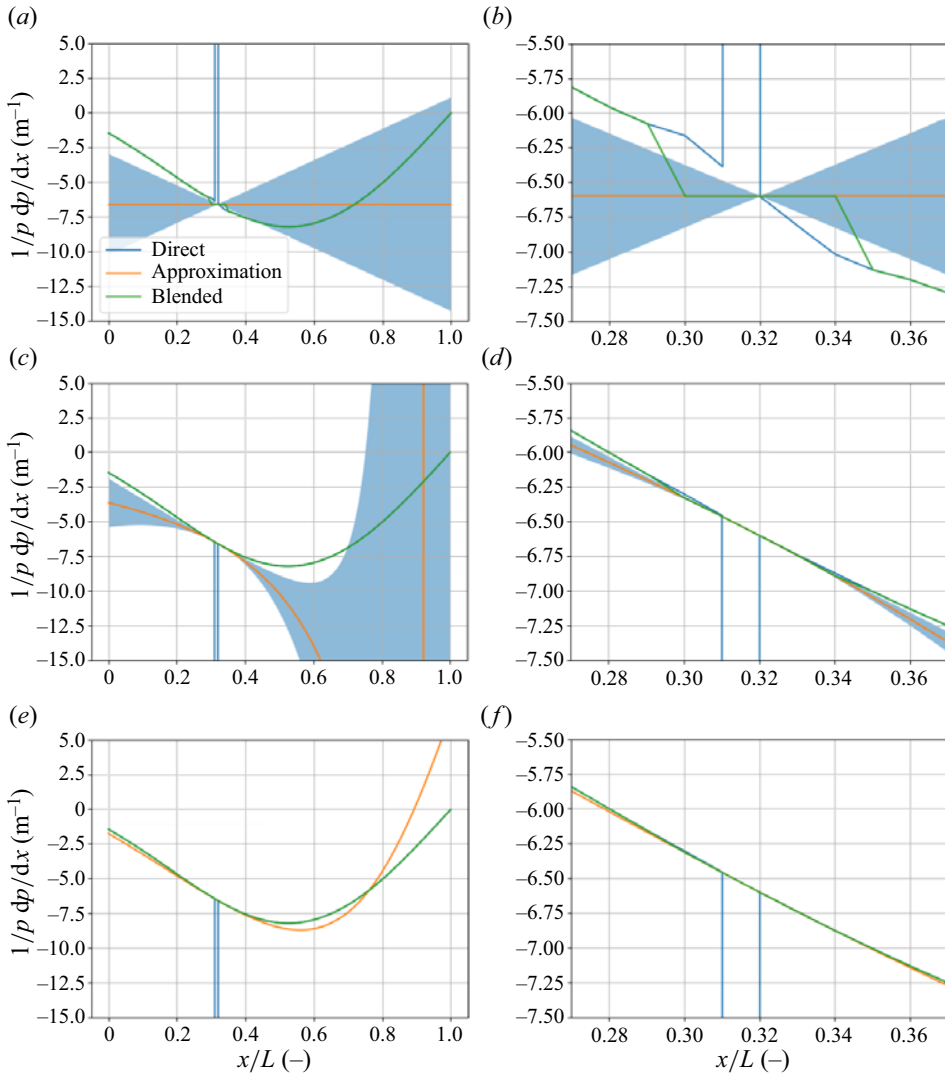 (a)
5.0
2.5
0
–2.5
–5.0
–7.5
–10.0
–12.5
–15.0
1/p dp/dx (m⁻¹)
Direct
Approximation
Blended
0 0.2 0.4 0.6 0.8 1.0
(b)
–5.50
–5.75
–6.00
–6.25
–6.50
–6.75
–7.00
–7.25
–7.50
0.28 0.30 0.32 0.34 0.36
(c)
5.0
2.5
0
–2.5
–5.0
–7.5
–10.0
–12.5
–15.0
1/p dp/dx (m⁻¹)
0 0.2 0.4 0.6 0.8 1.0
(d)
–5.50
–5.75
–6.00
–6.25
–6.50
–6.75
–7.00
–7.25
–7.50
0.28 0.30 0.32 0.34 0.36
(e)
5.0
2.5
0
–2.5
–5.0
–7.5
–10.0
–12.5
–15.0
1/p dp/dx (m⁻¹)
0 0.2 0.4 0.6 0.8 1.0
x/L (–)
(f)
–5.50
–5.75
–6.00
–6.25
–6.50
–6.75
–7.00
–7.25
–7.50
0.28 0.30 0.32 0.34 0.36
x/L (–)